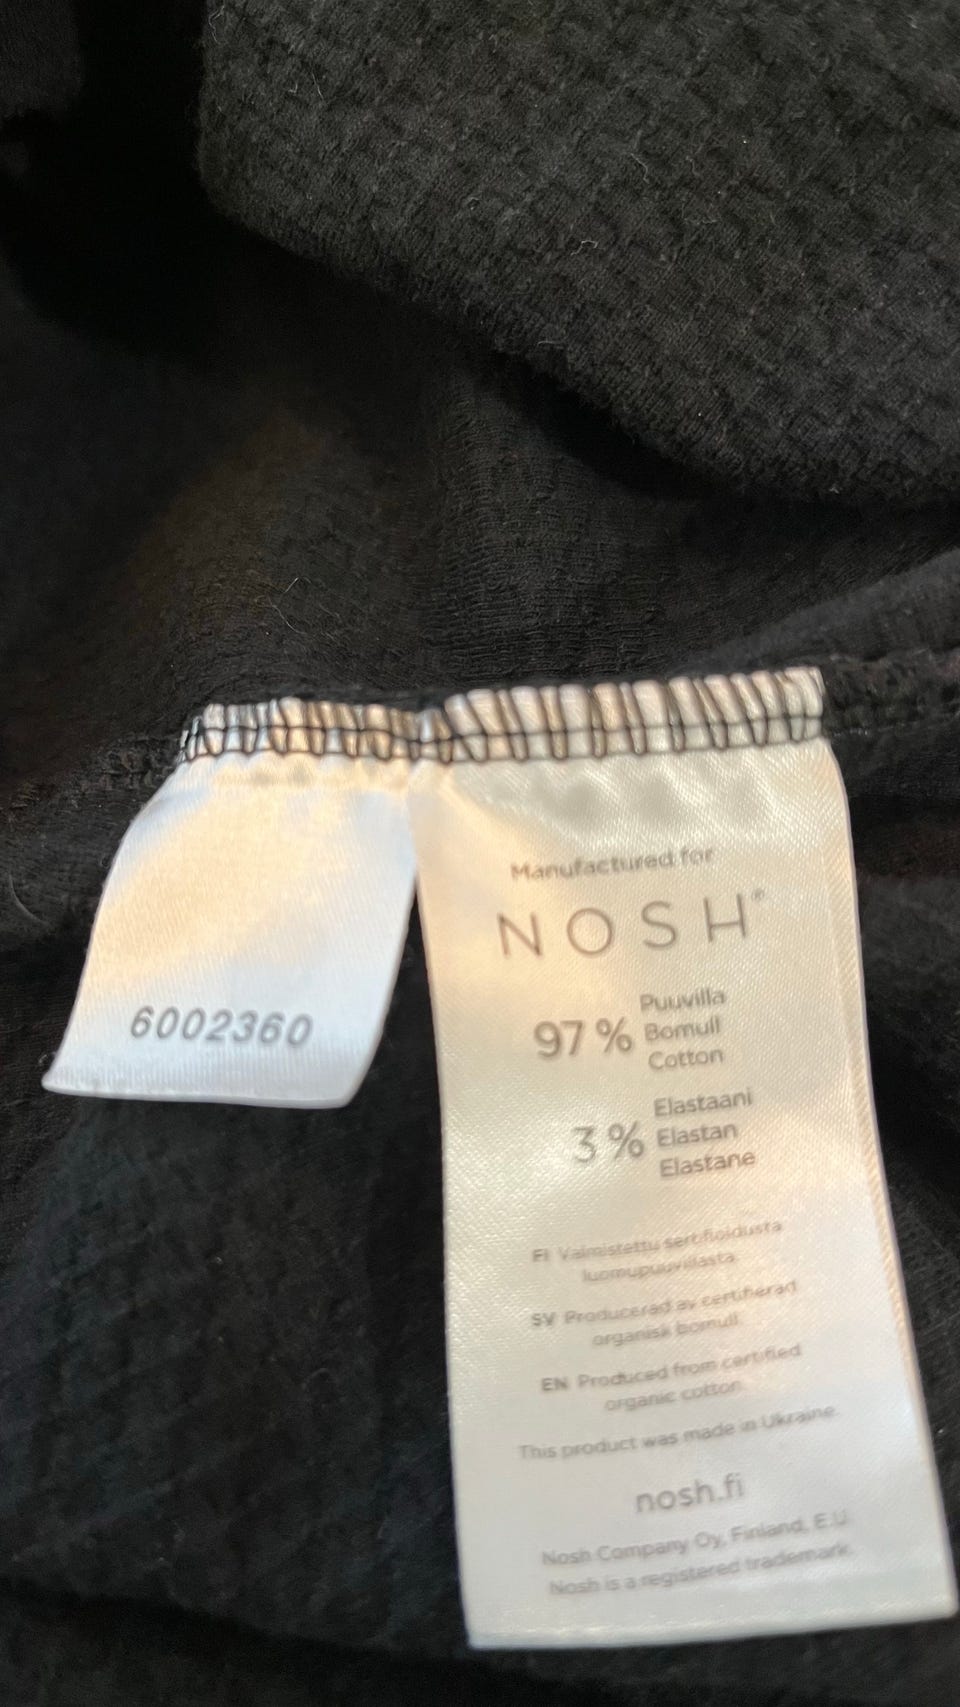 6002360
Manufactured for
NOSH®
97 % Puuvilla
Bomull
Cotton
3 % Elastaani
Elastan
Elastane
FI Valmistettu sertifioidusta
luomupuuvillasta.
SV Producerad av certifierad
organisk bomull.
EN Produced from certified
organic cotton.
This product was made in Ukraine.
nosh.fi
Nosh Company Oy, Finland, E.U.
Nosh is a registered trademark.